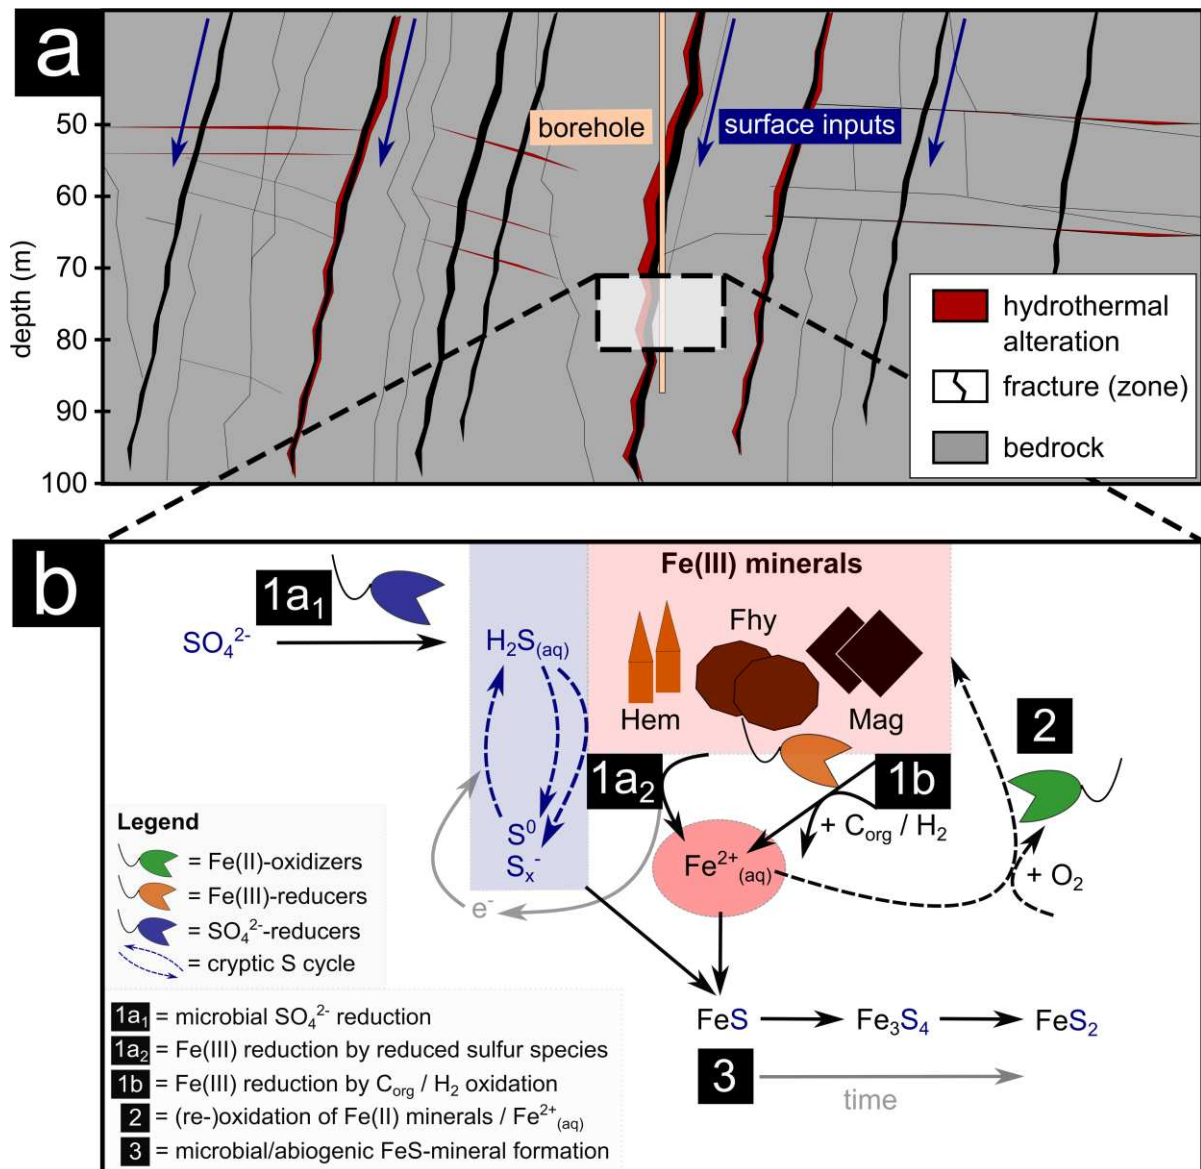 a
50
60
70
80
90
100
depth (m)
borehole
surface inputs
hydrothermal
alteration
fracture (zone)
bedrock
b
1a₁
SO₄²⁻
H₂S(aq)
S⁰
Sₓ⁻
e⁻
Fe(III) minerals
Hem
Fhy
Mag
1a₂
1b
+ Corg / H₂
Fe²⁺(aq)
2
+ O₂
FeS
Fe₃S₄
FeS₂
3
time
Legend
= Fe(II)-oxidizers
= Fe(III)-reducers
= SO₄²⁻-reducers
= cryptic S cycle
1a₁ = microbial SO₄²⁻ reduction
1a₂ = Fe(III) reduction by reduced sulfur species
1b = Fe(III) reduction by Corg / H₂ oxidation
2 = (re-)oxidation of Fe(II) minerals / Fe²⁺(aq)
3 = microbial/abiogenic FeS-mineral formation